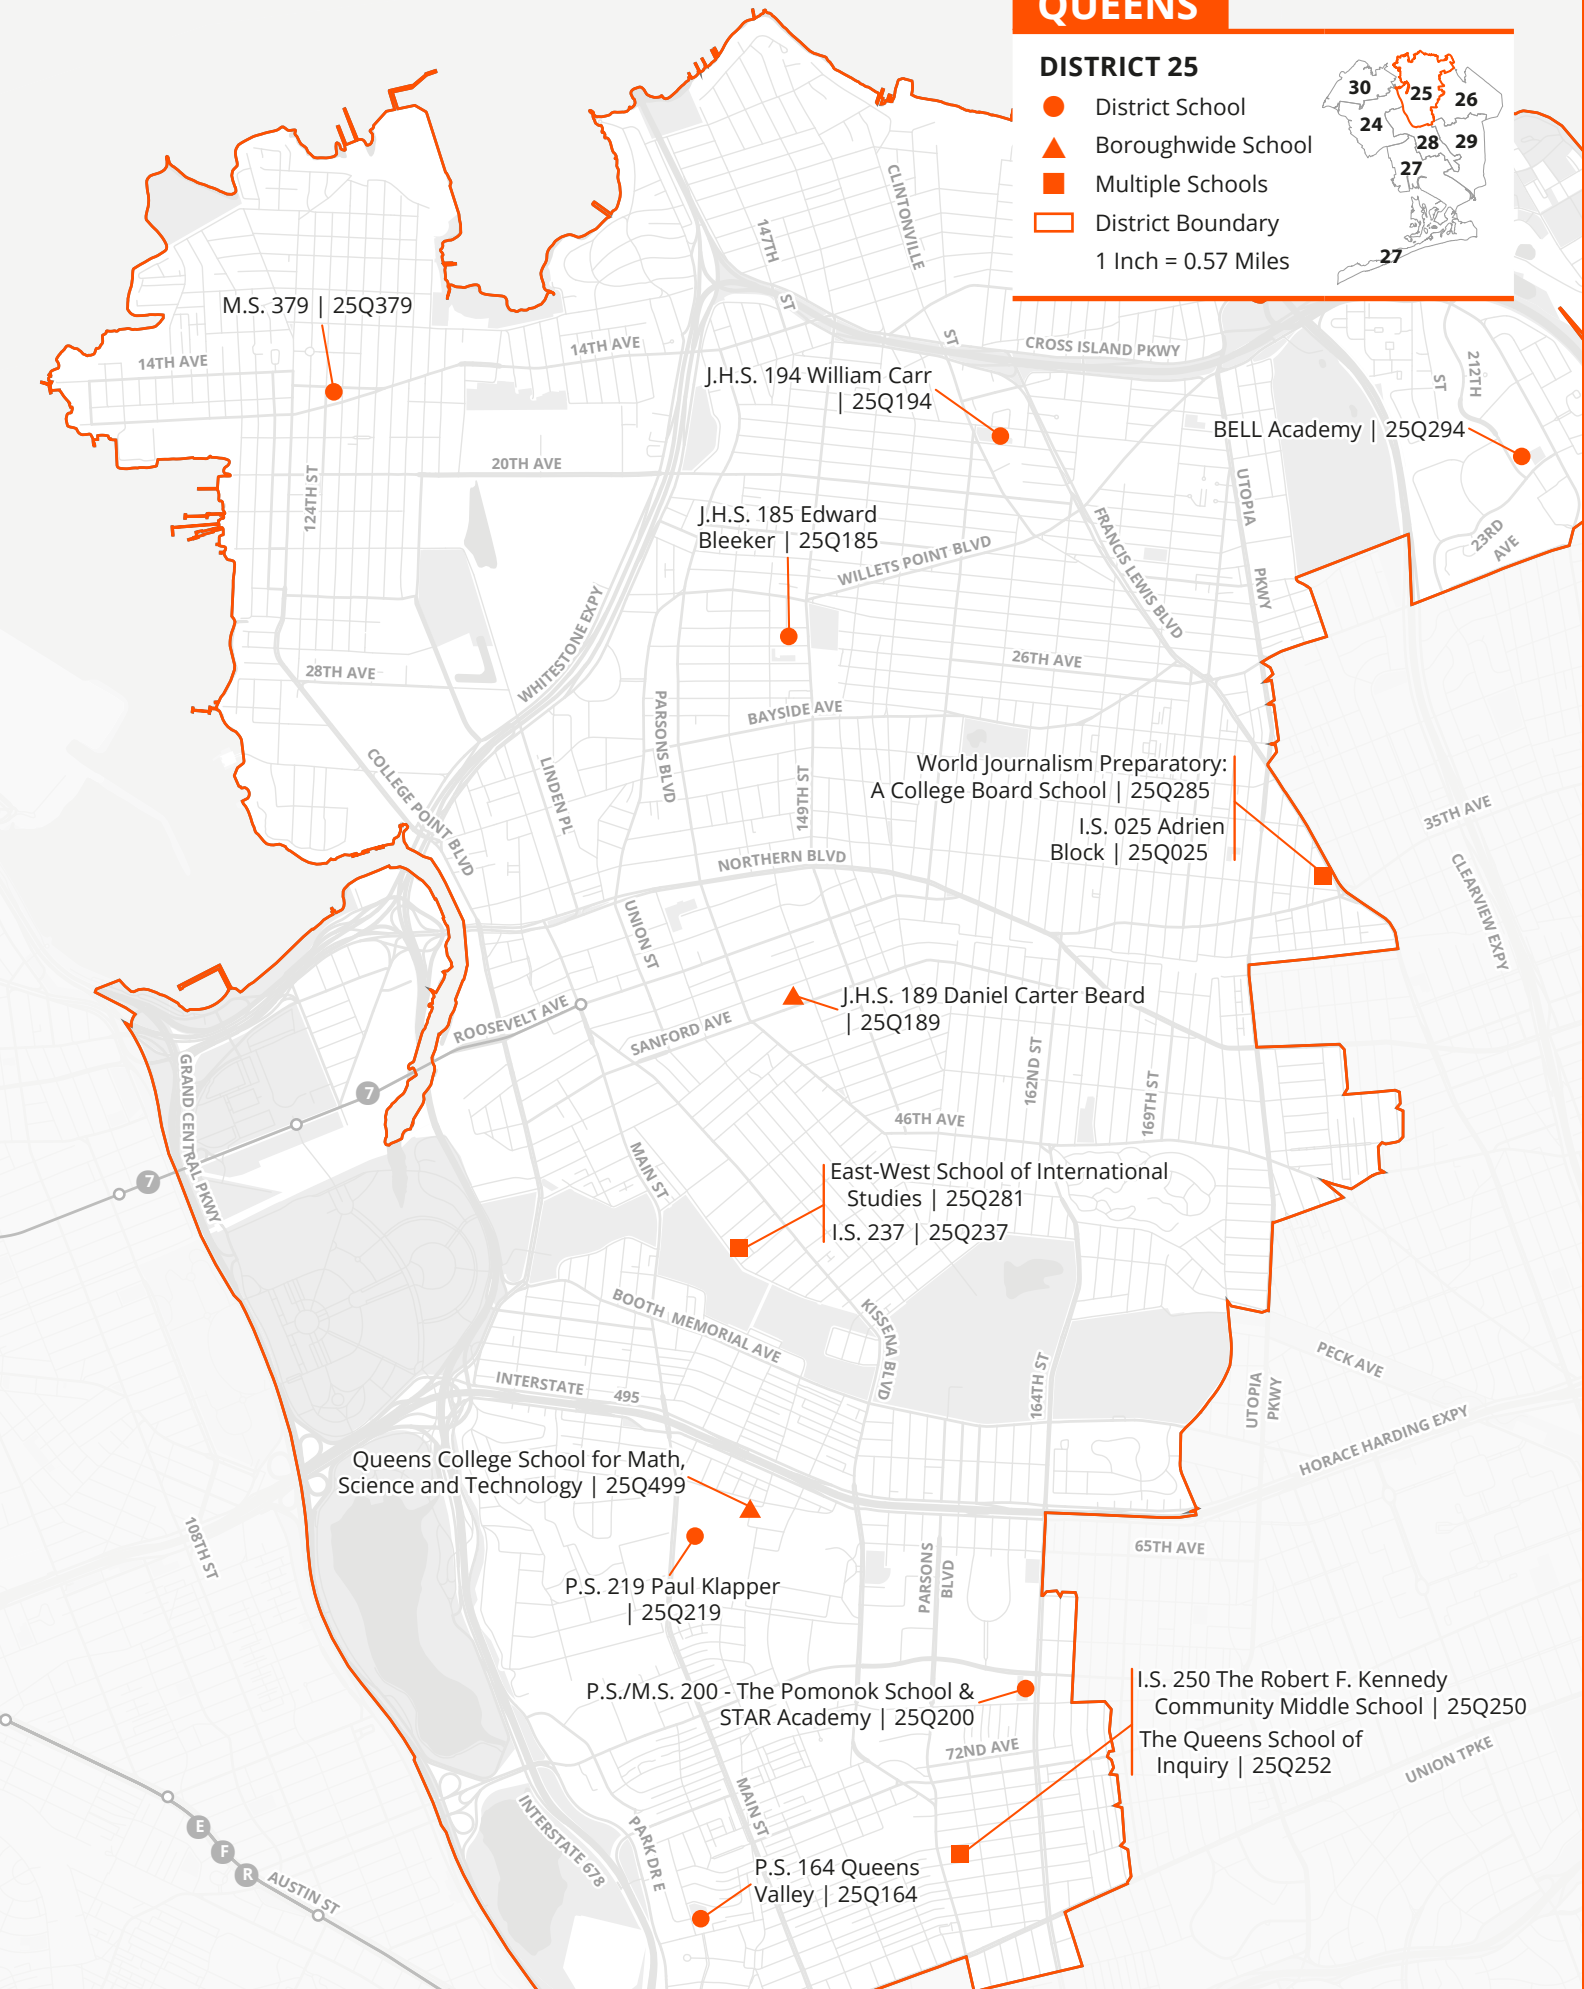 QUEENS
DISTRICT 25
District School
Boroughwide School
Multiple Schools
District Boundary
1 Inch = 0.57 Miles
30
25
26
24
28
29
27
27
CLINTONVILLE
ST
147TH
ST
M.S. 379 | 25Q379
14TH AVE
14TH AVE
CROSS ISLAND PKWY
212TH
ST
J.H.S. 194 William Carr
| 25Q194
BELL Academy | 25Q294
20TH AVE
124TH ST
UTOPIA
PKWY
23RD
AVE
J.H.S. 185 Edward
Bleeker | 25Q185
WILLETS POINT BLVD
FRANCIS LEWIS BLVD
WHITESTONE EXPY
28TH AVE
26TH AVE
PARSONS BLVD
BAYSIDE AVE
COLLEGE POINT BLVD
LINDEN PL
149TH ST
World Journalism Preparatory:
A College Board School | 25Q285
I.S. 025 Adrien
Block | 25Q025
35TH AVE
CLEARVIEW EXPY
NORTHERN BLVD
UNION ST
J.H.S. 189 Daniel Carter Beard
| 25Q189
ROOSEVELT AVE
SANFORD AVE
GRAND CENTRAL PKWY
7
7
162ND ST
169TH ST
46TH AVE
MAIN ST
East-West School of International
Studies | 25Q281
I.S. 237 | 25Q237
BOOTH MEMORIAL AVE
KISSENA BLVD
164TH ST
PECK AVE
UTOPIA
PKWY
INTERSTATE 495
HORACE HARDING EXPY
Queens College School for Math,
Science and Technology | 25Q499
108TH ST
65TH AVE
PARSONS
BLVD
P.S. 219 Paul Klapper
| 25Q219
P.S./M.S. 200 - The Pomonok School &
STAR Academy | 25Q200
I.S. 250 The Robert F. Kennedy
Community Middle School | 25Q250
The Queens School of
Inquiry | 25Q252
72ND AVE
UNION TPKE
MAIN ST
INTERSTATE 678
PARK DR E
E
F
R
AUSTIN ST
P.S. 164 Queens
Valley | 25Q164